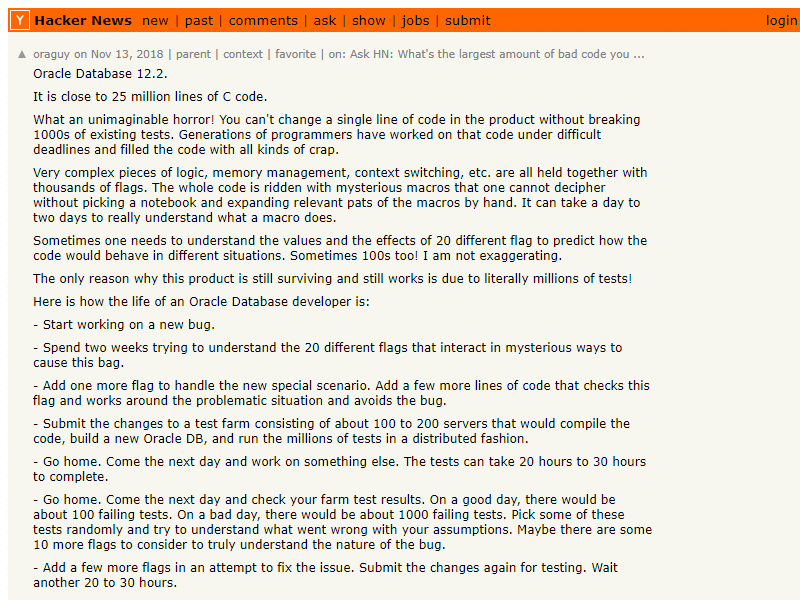 Y Hacker News new | past | comments | ask | show | jobs | submit login
▲ oraguy on Nov 13, 2018 | parent | context | favorite | on: Ask HN: What's the largest amount of bad code you ...
Oracle Database 12.2.
It is close to 25 million lines of C code.
What an unimaginable horror! You can't change a single line of code in the product without breaking
1000s of existing tests. Generations of programmers have worked on that code under difficult
deadlines and filled the code with all kinds of crap.
Very complex pieces of logic, memory management, context switching, etc. are all held together with
thousands of flags. The whole code is ridden with mysterious macros that one cannot decipher
without picking a notebook and expanding relevant pats of the macros by hand. It can take a day to
two days to really understand what a macro does.
Sometimes one needs to understand the values and the effects of 20 different flag to predict how the
code would behave in different situations. Sometimes 100s too! I am not exaggerating.
The only reason why this product is still surviving and still works is due to literally millions of tests!
Here is how the life of an Oracle Database developer is:
- Start working on a new bug.
- Spend two weeks trying to understand the 20 different flags that interact in mysterious ways to
cause this bag.
- Add one more flag to handle the new special scenario. Add a few more lines of code that checks this
flag and works around the problematic situation and avoids the bug.
- Submit the changes to a test farm consisting of about 100 to 200 servers that would compile the
code, build a new Oracle DB, and run the millions of tests in a distributed fashion.
- Go home. Come the next day and work on something else. The tests can take 20 hours to 30 hours
to complete.
- Go home. Come the next day and check your farm test results. On a good day, there would be
about 100 failing tests. On a bad day, there would be about 1000 failing tests. Pick some of these
tests randomly and try to understand what went wrong with your assumptions. Maybe there are some
10 more flags to consider to truly understand the nature of the bug.
- Add a few more flags in an attempt to fix the issue. Submit the changes again for testing. Wait
another 20 to 30 hours.